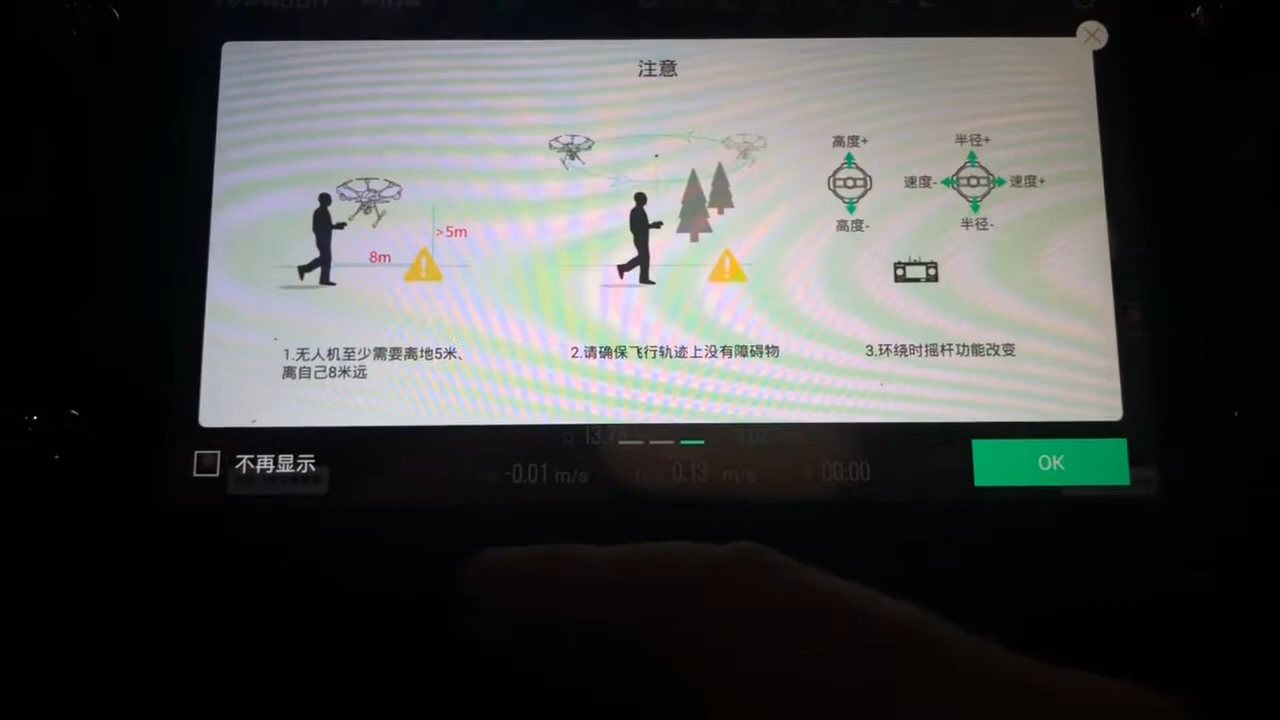 注意
高度+
半径+
速度-
速度+
高度-
半径-
>5m
8m
1.无人机至少需要离地5米、
离自己8米远
2.请确保飞行轨迹上没有障碍物
3.环绕时摇杆功能改变
不再显示
OK
-0.01 m/s
0.13 m/s
00:00